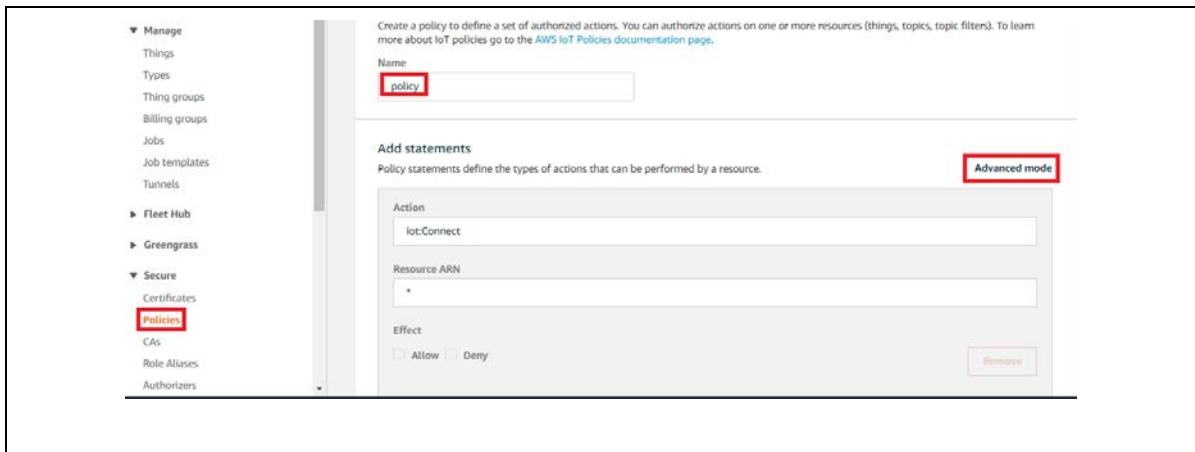 Manage
Things
Types
Thing groups
Billing groups
Jobs
Job templates
Tunnels
Fleet Hub
Greengrass
Secure
Certificates
Policies
CAs
Role Aliases
Authorizers
Create a policy to define a set of authorized actions. You can authorize actions on one or more resources (things, topics, topic filters). To learn
more about IoT policies go to the AWS IoT Policies documentation page.
Name
policy
Add statements
Policy statements define the types of actions that can be performed by a resource.
Advanced mode
Action
iot:Connect
Resource ARN
*
Effect
Allow Deny
Remove